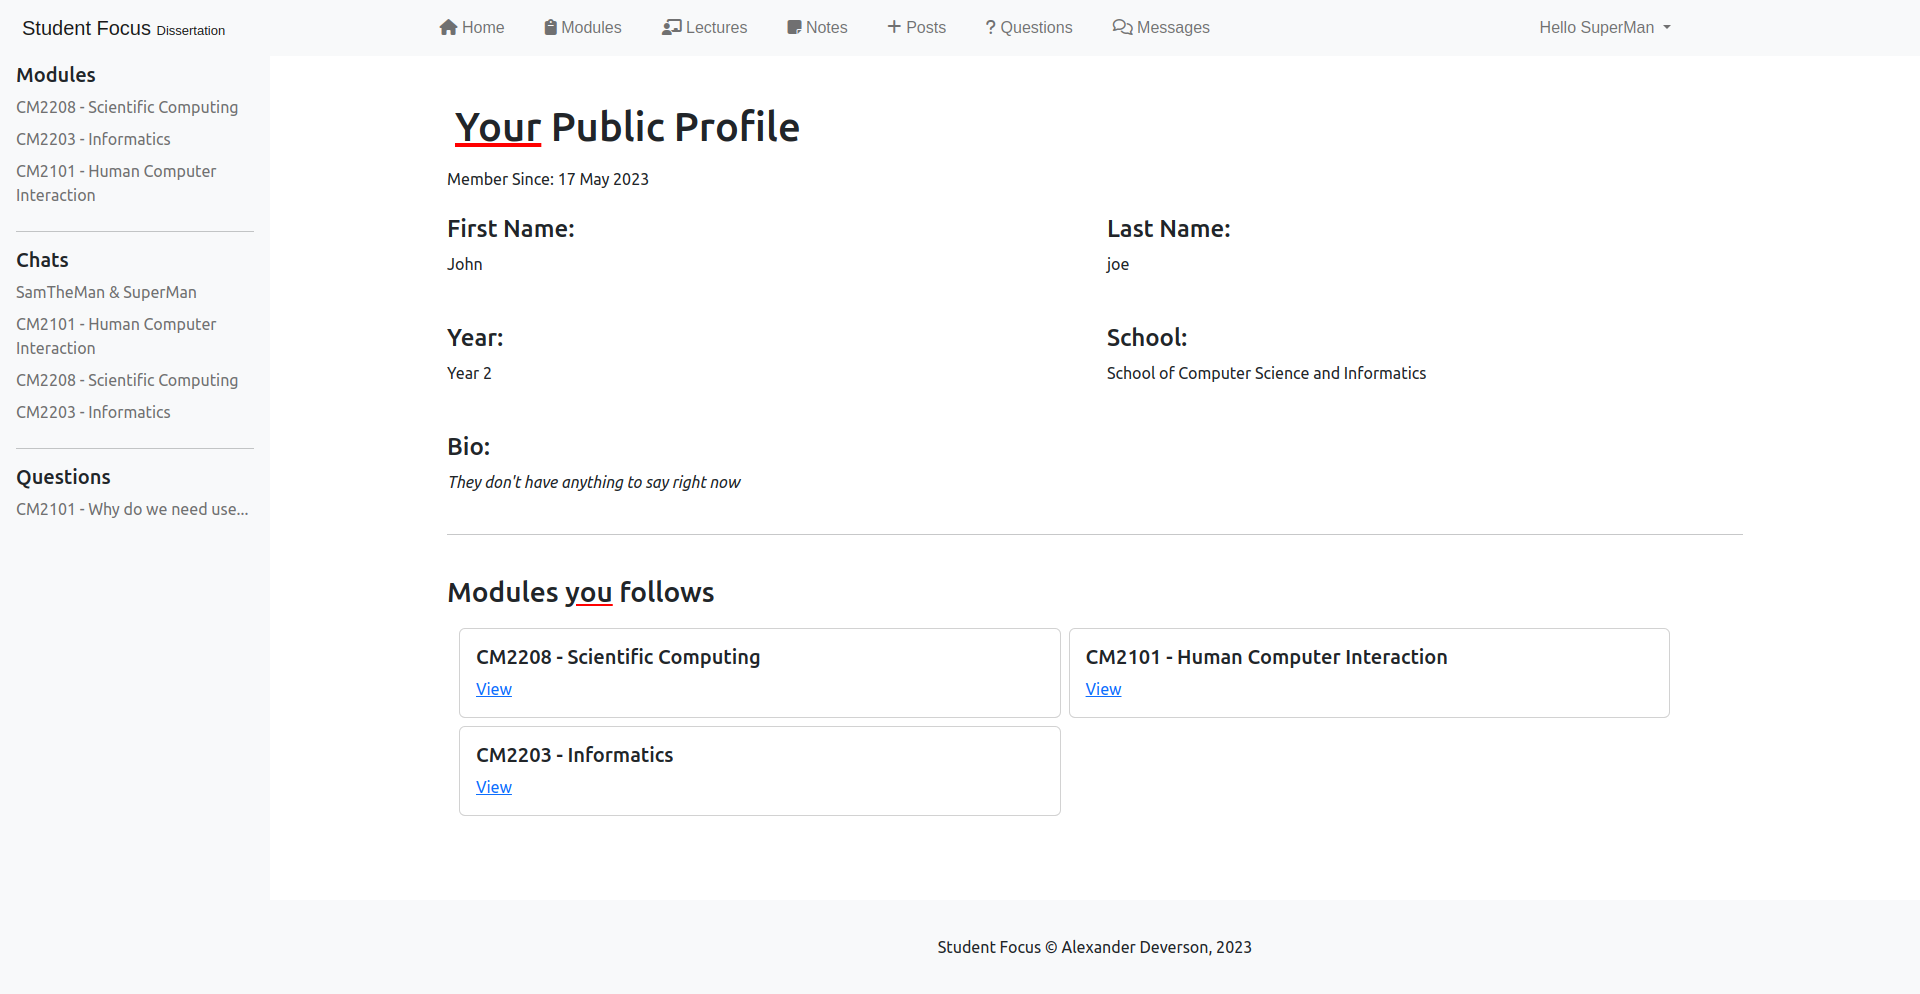 Student Focus Dissertation
Home Modules Lectures Notes Posts ? Questions Messages
Hello SuperMan
Modules
CM2208 - Scientific Computing
CM2203 - Informatics
CM2101 - Human Computer
Interaction
Chats
SamTheMan & SuperMan
CM2101 - Human Computer
Interaction
CM2208 - Scientific Computing
CM2203 - Informatics
Questions
CM2101 - Why do we need use...
Your Public Profile
Member Since: 17 May 2023
First Name:
John
Last Name:
joe
Year:
Year 2
School:
School of Computer Science and Informatics
Bio:
They don't have anything to say right now
Modules you follows
CM2208 - Scientific Computing
View
CM2101 - Human Computer Interaction
View
CM2203 - Informatics
View
Student Focus © Alexander Deverson, 2023